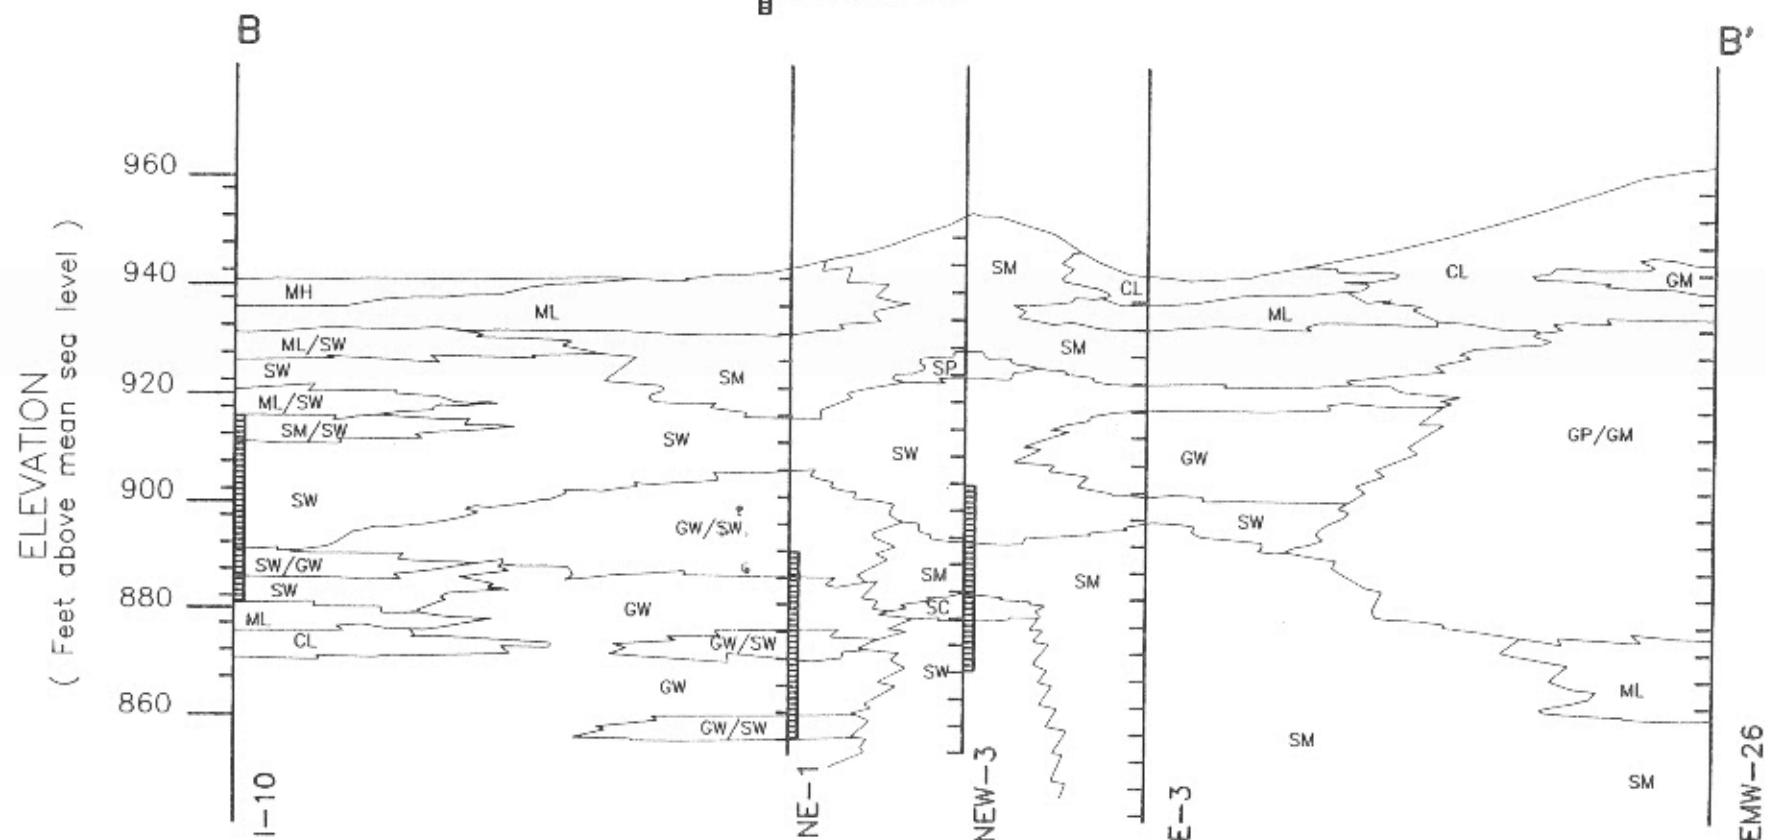 B
B'
960
940
920
900
880
860
ELEVATION
( Feet above mean sea level )
MH
ML
SM
CL
CL
GM
ML
ML/SW
SM
SW
SP
SM
ML/SW
SM/SW
SW
SW
GW
GP/GM
SW
GW/SW
SW
SW/GW
SM
SM
SW
GW
SC
ML
CL
GW/SW
SW
GW
ML
GW/SW
SM
SM
I-10
NE-1
NEW-3
E-3
EMW-26